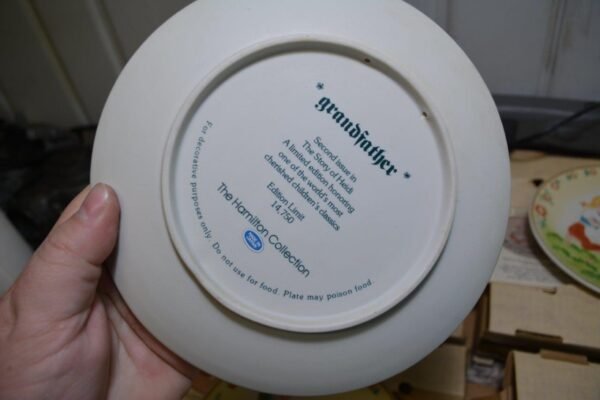 * grandfather *
Second issue in
The Story of Heidi
A limited edition honoring
one of the world's most
cherished children's classics
Edition Limit
14,750
The Hamilton Collection
For decorative purposes only. Do not use for food. Plate may poison food.